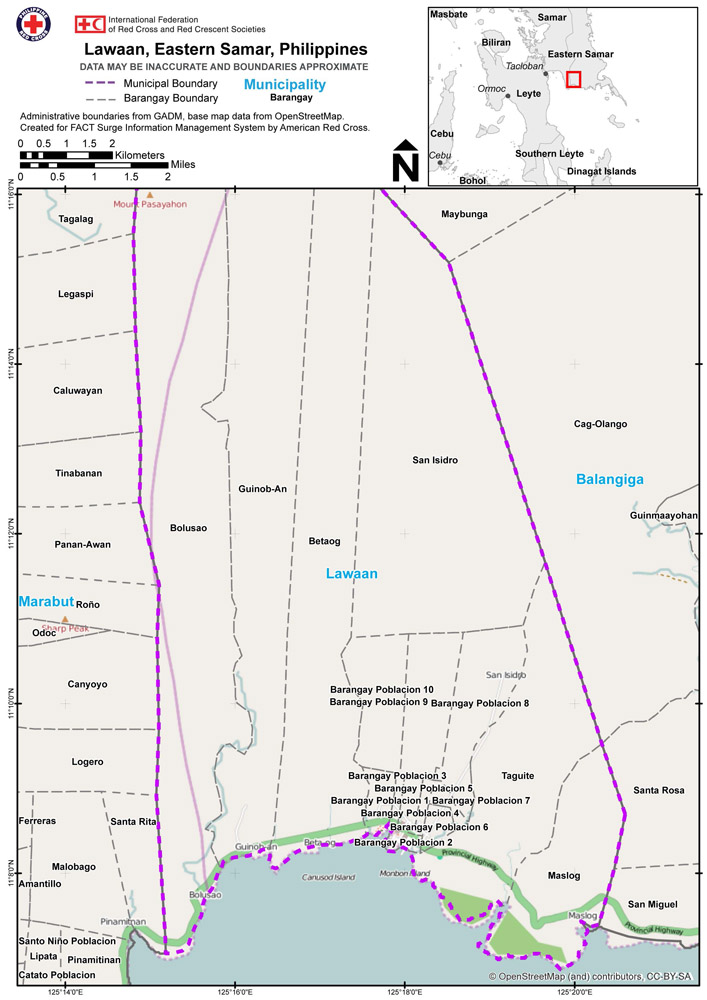 PHILIPPINE
RED CROSS
International Federation
of Red Cross and Red Crescent Societies
Lawaan, Eastern Samar, Philippines
DATA MAY BE INACCURATE AND BOUNDARIES APPROXIMATE
Municipal Boundary
Municipality
Barangay Boundary
Barangay
Administrative boundaries from GADM, base map data from OpenStreetMap.
Created for FACT Surge Information Management System by American Red Cross.
0 0.5 1 1.5 2
Kilometers
Miles
0 0.5 1 1.5 2
N
Masbate
Samar
Biliran
Eastern Samar
Tacloban
Ormoc
Leyte
Cebu
Cebu
Southern Leyte
Dinagat Islands
Bohol
11°16'0"N
Mount Pasayahon
Tagalag
Maybunga
Legaspi
11°14'0"N
Caluwayan
Cag-Olango
San Isidro
Tinabanan
Balangiga
Guinob-An
Guinmaayohan
11°12'0"N
Bolusao
Panan-Awan
Betaog
Lawaan
Marabut
Roño
Sharp Peak
Odoc
San Isidro
Canyoyo
Barangay Poblacion 10
Barangay Poblacion 9
Barangay Poblacion 8
11°10'0"N
Logero
Barangay Poblacion 3
Taguite
Barangay Poblacion 5
Santa Rosa
Barangay Poblacion 1
Barangay Poblacion 7
Barangay Poblacion 4
Ferreras
Santa Rita
Barangay Poblacion 6
Barangay Poblacion 2
Guinob-an
Betaog
Provincial Highway
11°8'0"N
Malobago
Canusod Island
Monbon Island
Maslog
Amantillo
Bolusao
San Miguel
Maslog
Pinamitinan
Provincial Highway
Santo Niño Poblacion
Lipata
Pinamitinan
Catato Poblacion
© OpenStreetMap (and) contributors, CC-BY-SA
125°14'0"E
125°16'0"E
125°18'0"E
125°20'0"E